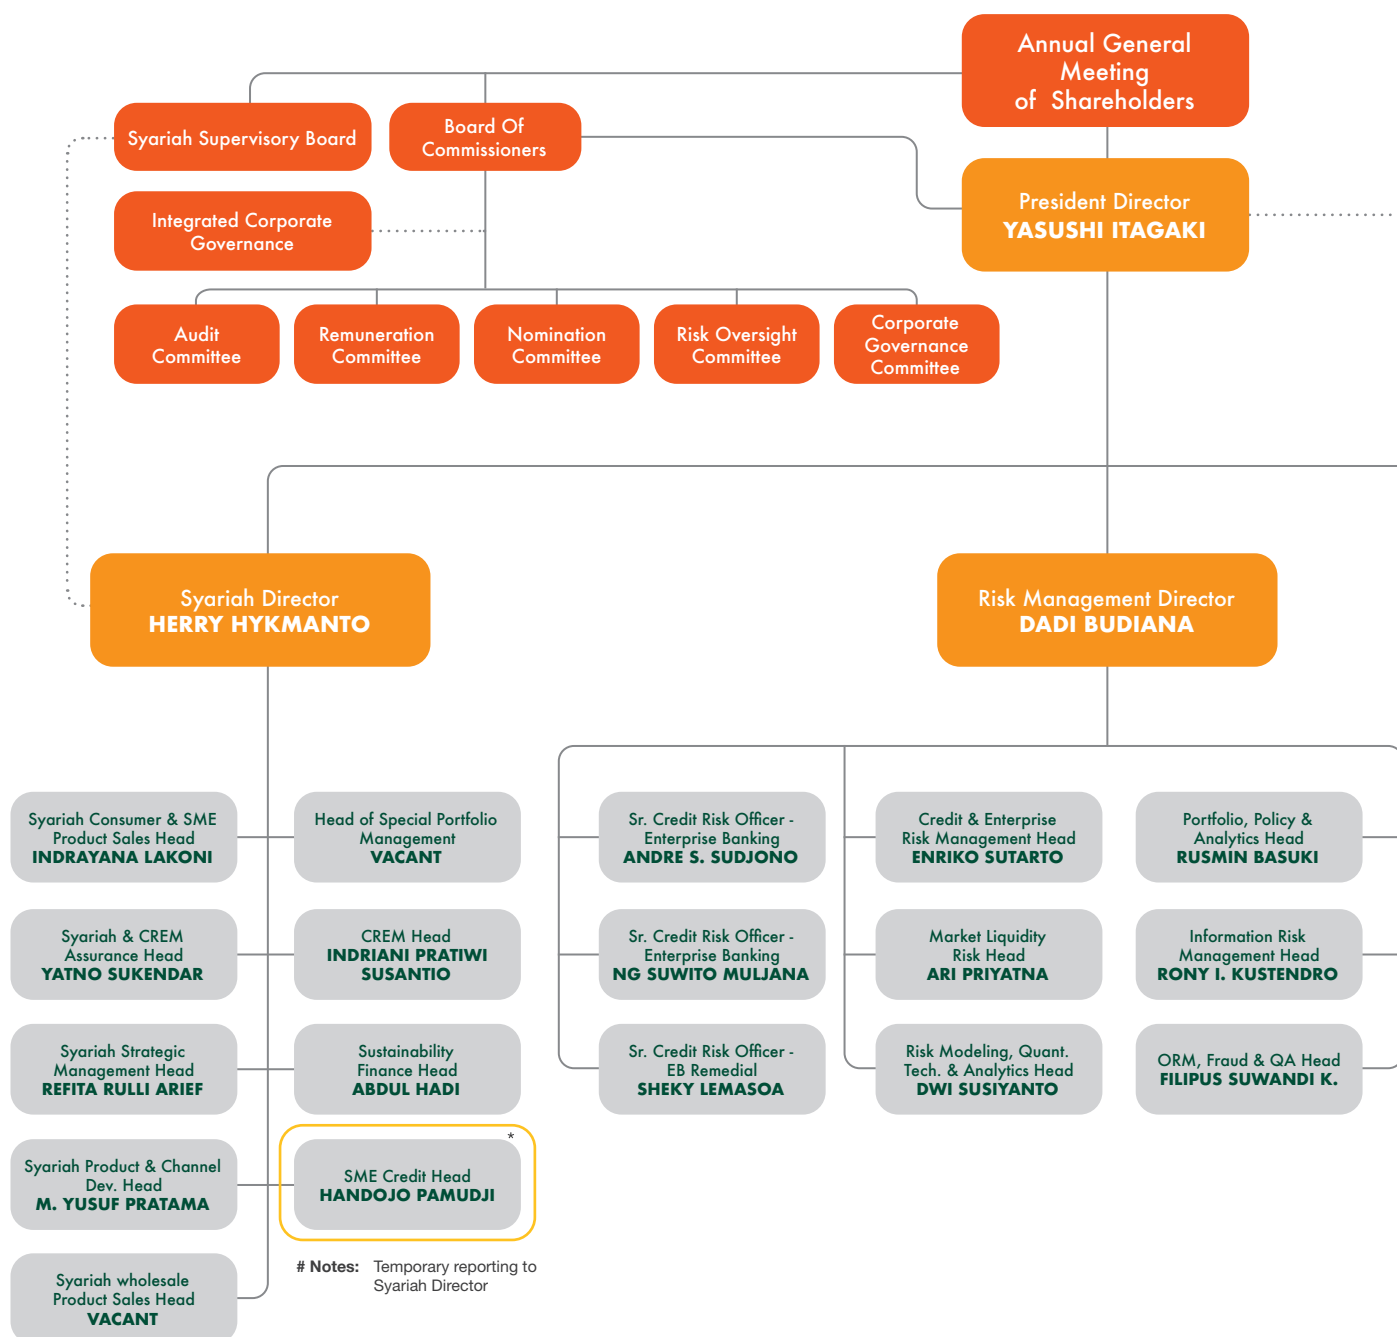 Annual General
Meeting
of Shareholders
Syariah Supervisory Board
Board Of
Commissioners
President Director
YASUSHI ITAGAKI
Integrated Corporate
Governance
Audit
Committee
Remuneration
Committee
Nomination
Committee
Risk Oversight
Committee
Corporate
Governance
Committee
Syariah Director
HERRY HYKMANTO
Risk Management Director
DADI BUDIANA
Syariah Consumer & SME
Product Sales Head
INDRAYANA LAKONI
Head of Special Portfolio
Management
VACANT
Sr. Credit Risk Officer -
Enterprise Banking
ANDRE S. SUDJONO
Credit & Enterprise
Risk Management Head
ENRIKO SUTARTO
Portfolio, Policy &
Analytics Head
RUSMIN BASUKI
Syariah & CREM
Assurance Head
YATNO SUKENDAR
CREM Head
INDRIANI PRATIWI
SUSANTIO
Sr. Credit Risk Officer -
Enterprise Banking
NG SUWITO MULJANA
Market Liquidity
Risk Head
ARI PRIYATNA
Information Risk
Management Head
RONY I. KUSTENDRO
Syariah Strategic
Management Head
REFITA RULLI ARIEF
Sustainability
Finance Head
ABDUL HADI
Sr. Credit Risk Officer -
EB Remedial
SHEKY LEMASOA
Risk Modeling, Quant.
Tech. & Analytics Head
DWI SUSIYANTO
ORM, Fraud & QA Head
FILIPUS SUWANDI K.
Syariah Product & Channel
Dev. Head
M. YUSUF PRATAMA
*
SME Credit Head
HANDOJO PAMUDJI
# Notes: Temporary reporting to
Syariah Director
Syariah wholesale
Product Sales Head
VACANT